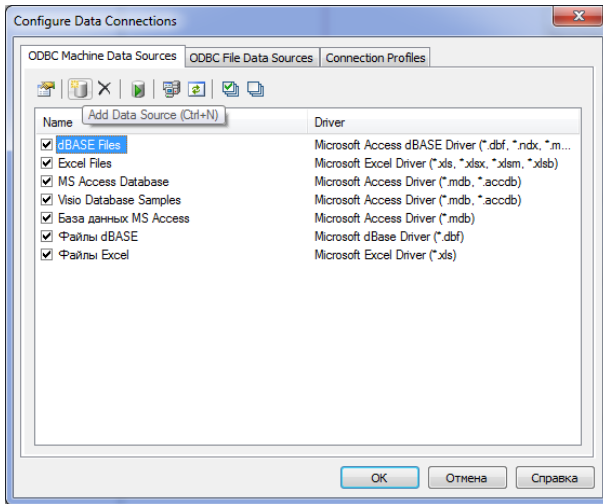 Configure Data Connections
ODBC Machine Data Sources ODBC File Data Sources Connection Profiles
Add Data Source (Ctrl+N)
Name Driver
dBASE Files Microsoft Access dBASE Driver (*.dbf, *.ndx, *.m...
Excel Files Microsoft Excel Driver (*.xls, *.xlsx, *.xlsm, *.xlsb)
MS Access Database Microsoft Access Driver (*.mdb, *.accdb)
Visio Database Samples Microsoft Access Driver (*.mdb, *.accdb)
База данных MS Access Microsoft Access Driver (*.mdb)
Файлы dBASE Microsoft dBase Driver (*.dbf)
Файлы Excel Microsoft Excel Driver (*.xls)
OK Отмена Справка